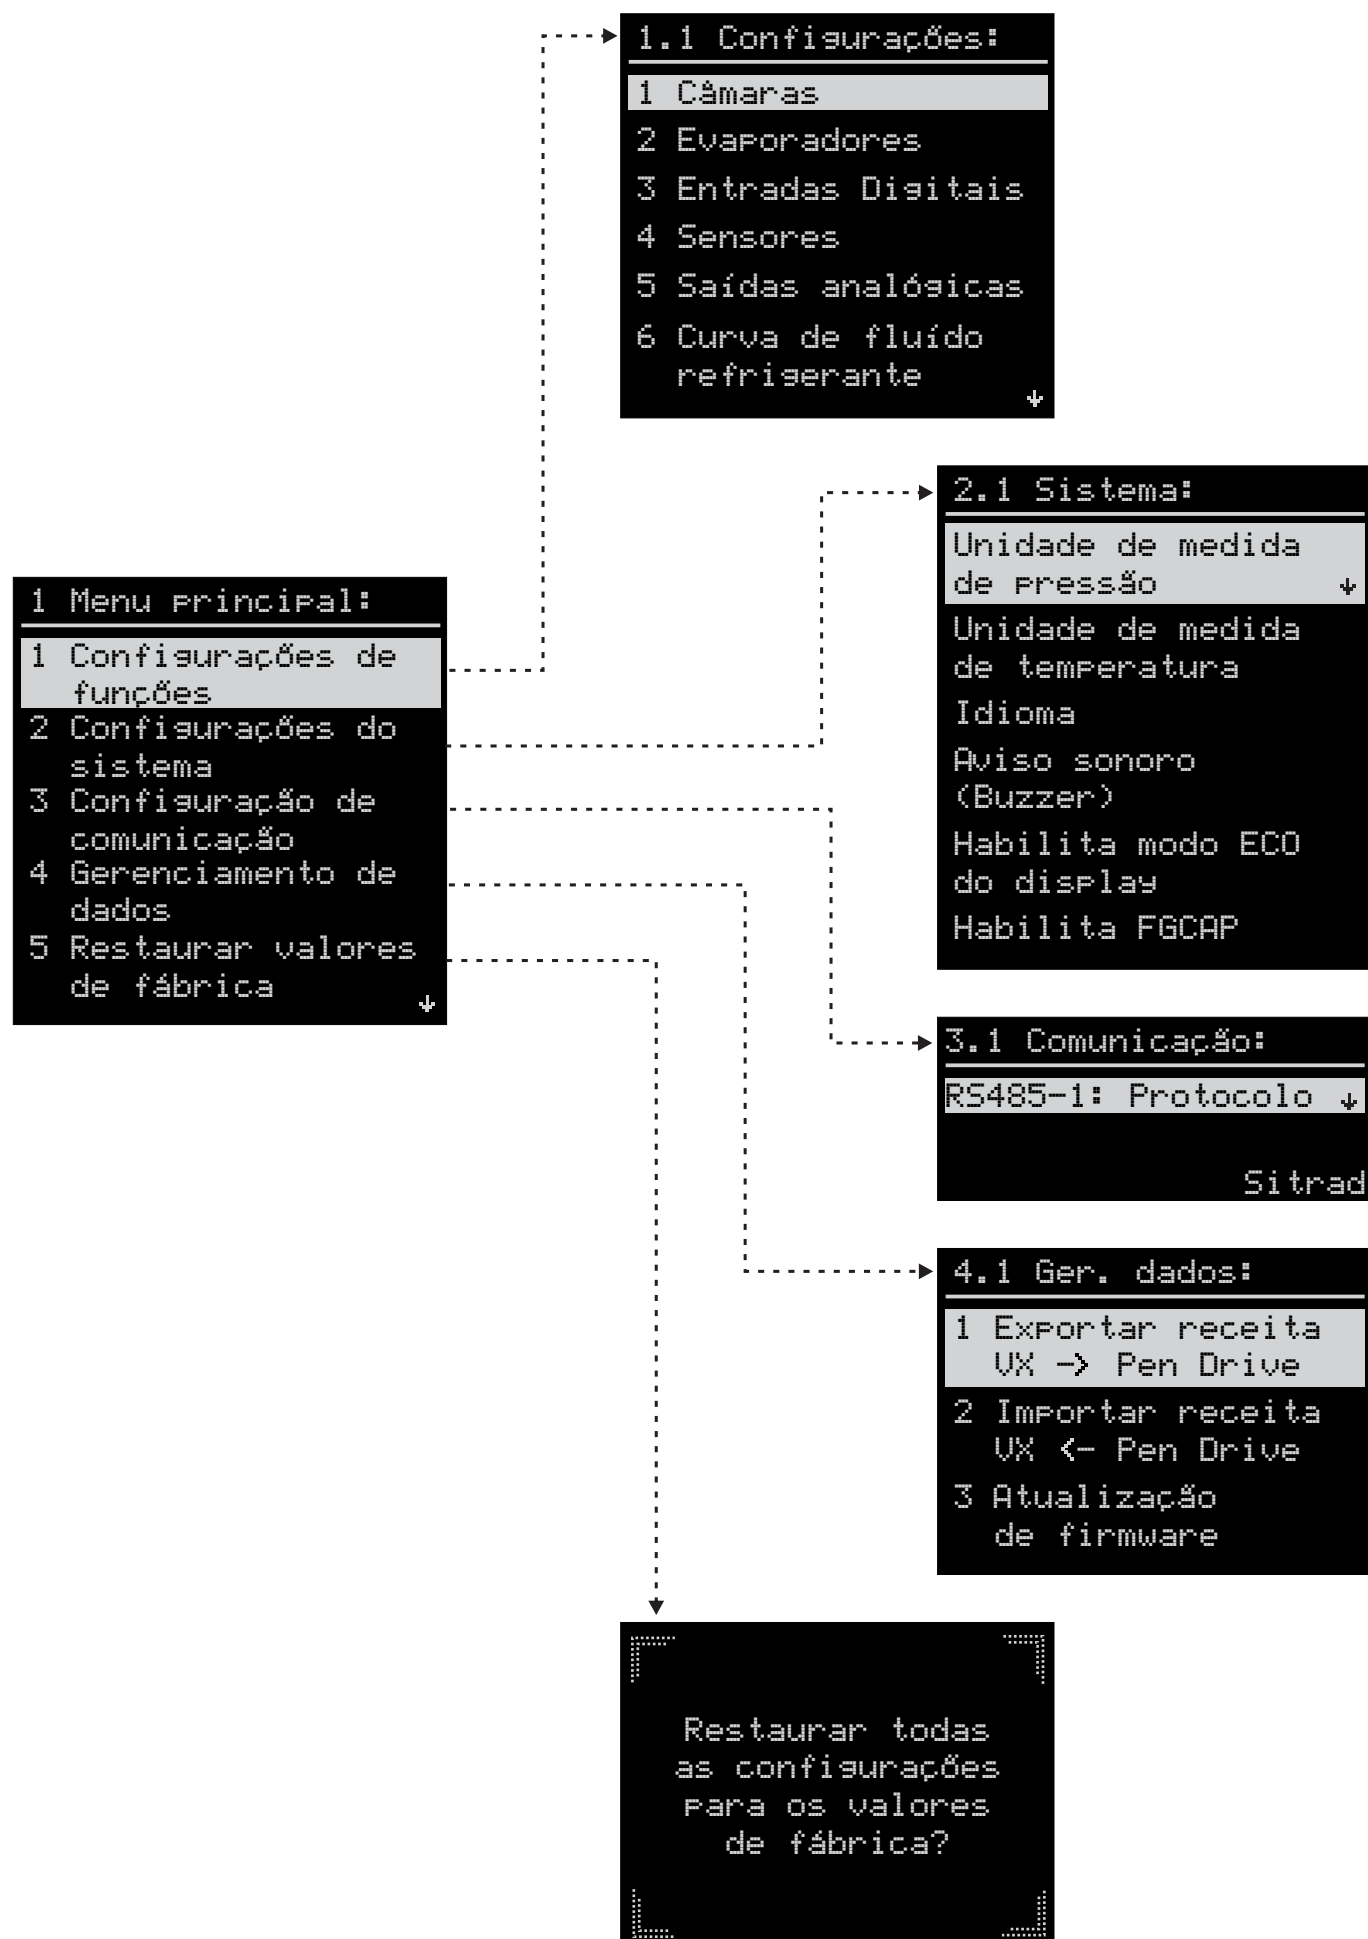 1.1 Configurações:
1 Câmaras
2 Evaporadores
3 Entradas Digitais
4 Sensores
5 Saídas analógicas
6 Curva de fluído
refrigerante
2.1 Sistema:
Unidade de medida
de pressão
Unidade de medida
de temperatura
Idioma
Aviso sonoro
(Buzzer)
Habilita modo ECO
do display
Habilita FGCAP
1 Menu principal:
1 Configurações de
funções
2 Configurações do
sistema
3 Configuração de
comunicação
4 Gerenciamento de
dados
5 Restaurar valores
de fábrica
3.1 Comunicação:
RS485-1: Protocolo
Sitrad
4.1 Ger. dados:
1 Exportar receita
VX -> Pen Drive
2 Importar receita
VX <- Pen Drive
3 Atualização
de firmware
Restaurar todas
as configurações
para os valores
de fábrica?